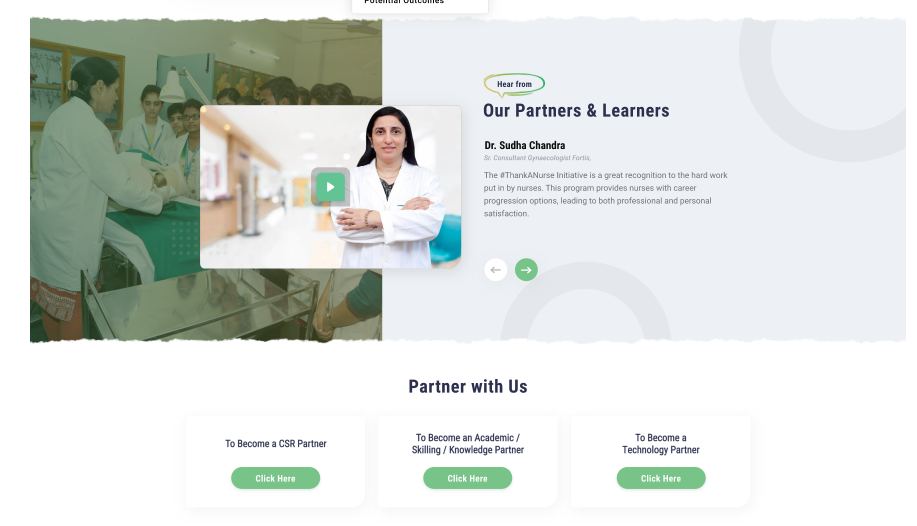 Potential Outcomes
Hear from
Our Partners & Learners
Dr. Sudha Chandra
Sr. Consultant Gynaecologist Fortis,
The #ThankANurse Initiative is a great recognition to the hard work
put in by nurses. This program provides nurses with career
progression options, leading to both professional and personal
satisfaction.
Partner with Us
To Become a CSR Partner
Click Here
To Become an Academic /
Skilling / Knowledge Partner
Click Here
To Become a
Technology Partner
Click Here